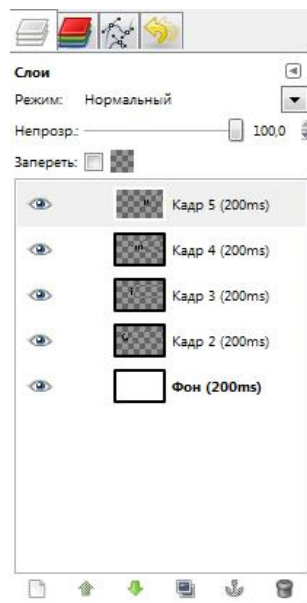 Слои
Режим: Нормальный
Непрозр.: 100,0
Запереть:
Кадр 5 (200ms)
Кадр 4 (200ms)
Кадр 3 (200ms)
Кадр 2 (200ms)
Фон (200ms)